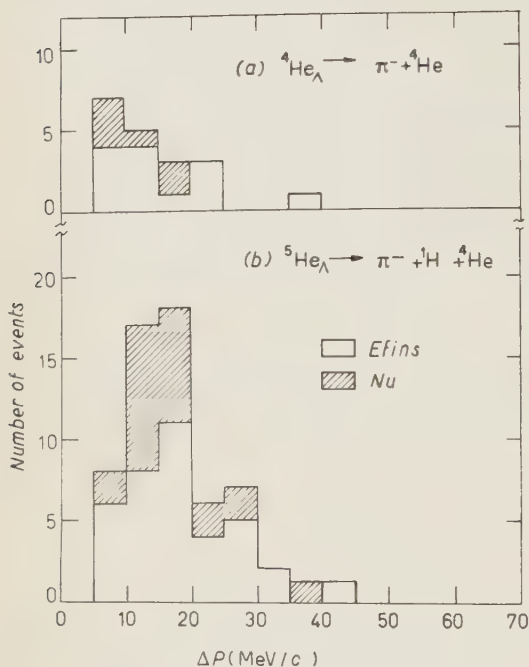 10
(a) ⁴He_Λ → π⁻+⁴He
5
0
(b) ⁵He_Λ → π⁻ +¹H +⁴He
20
Efins
Nu
15
10
5
0
Number of events
0 10 20 30 40 50 60 70
ΔP(MeV/c)